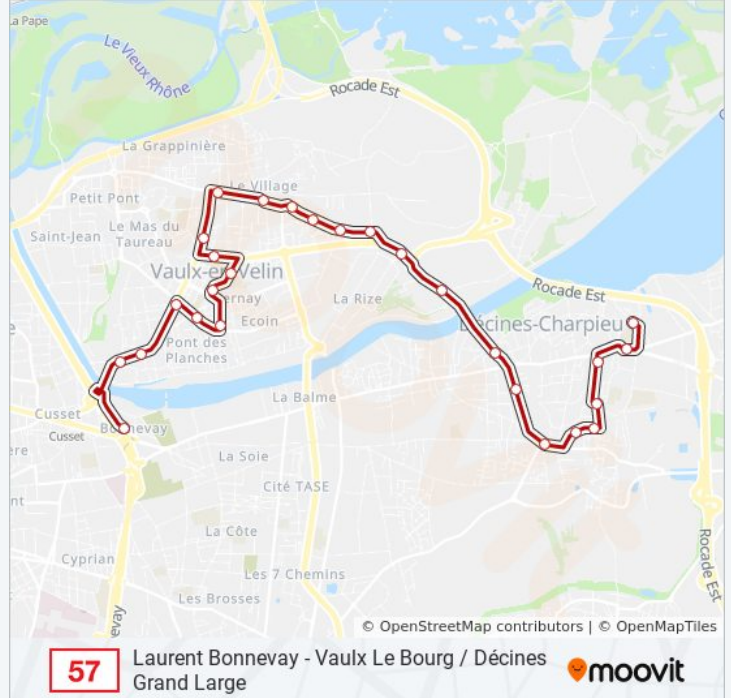 La Pape
Le Vieux Rhône
Rocade Est
La Grappinière
Le Village
Petit Pont
Le Mas du
Taureau
Saint-Jean
Vaulx-en-Velin
Rocade Est
La Rize
Ecoin
Décines-Charpieu
Pont des
Planches
La Balme
Cusset
Cusset
Bonnevay
La Soie
Cité TASE
La Côte
Rocade Est
Cyprian
Les 7 Chemins
Les Brosses
© OpenStreetMap contributors | © OpenMapTiles
57
Laurent Bonnevay - Vaulx Le Bourg / Décines
Grand Large
moovit